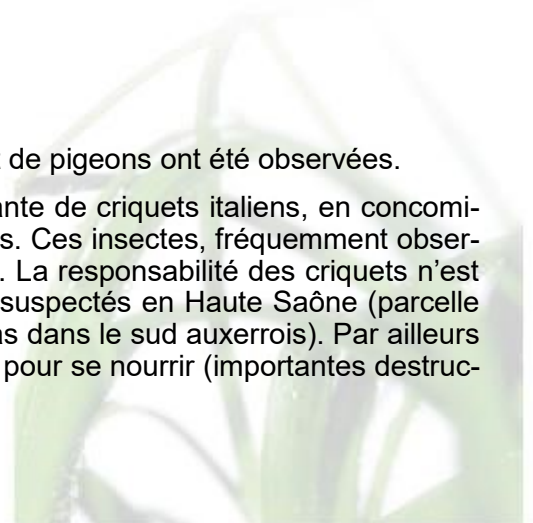 de pigeons ont été observées.
ante de criquets italiens, en concomi-
s. Ces insectes, fréquemment obser-
. La responsabilité des criquets n’est
suspectés en Haute Saône (parcelle
s dans le sud auxerrois). Par ailleurs
pour se nourrir (importantes destruc-